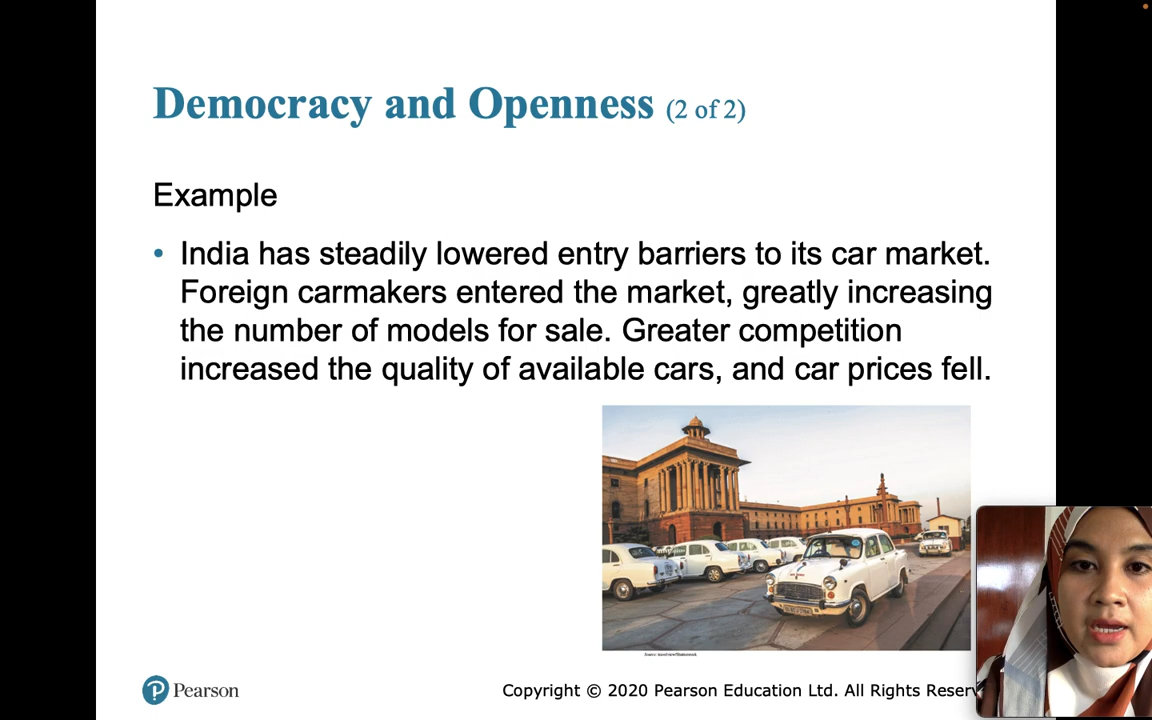 Democracy and Openness (2 of 2)
Example
• India has steadily lowered entry barriers to its car market.
Foreign carmakers entered the market, greatly increasing
the number of models for sale. Greater competition
increased the quality of available cars, and car prices fell.
P Pearson
Copyright © 2020 Pearson Education Ltd. All Rights Reserv